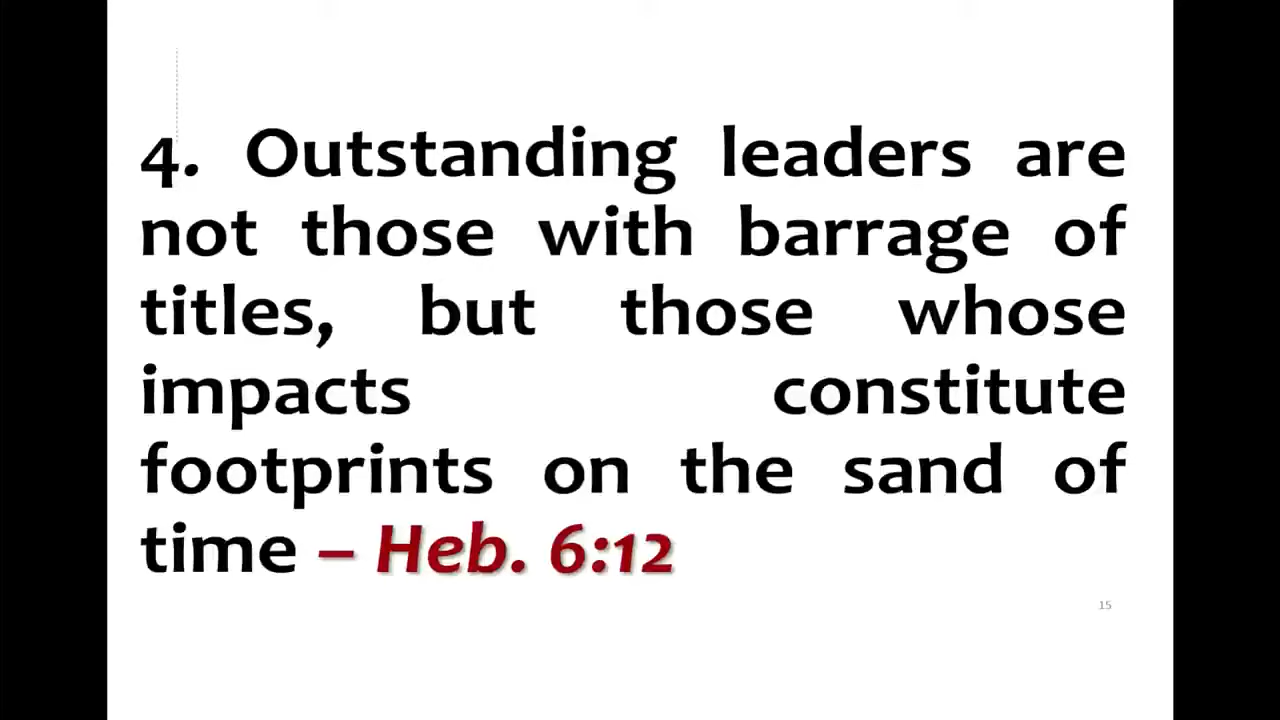 4. Outstanding leaders are
not those with barrage of
titles, but those whose
impacts constitute
footprints on the sand of
time – Heb. 6:12
15